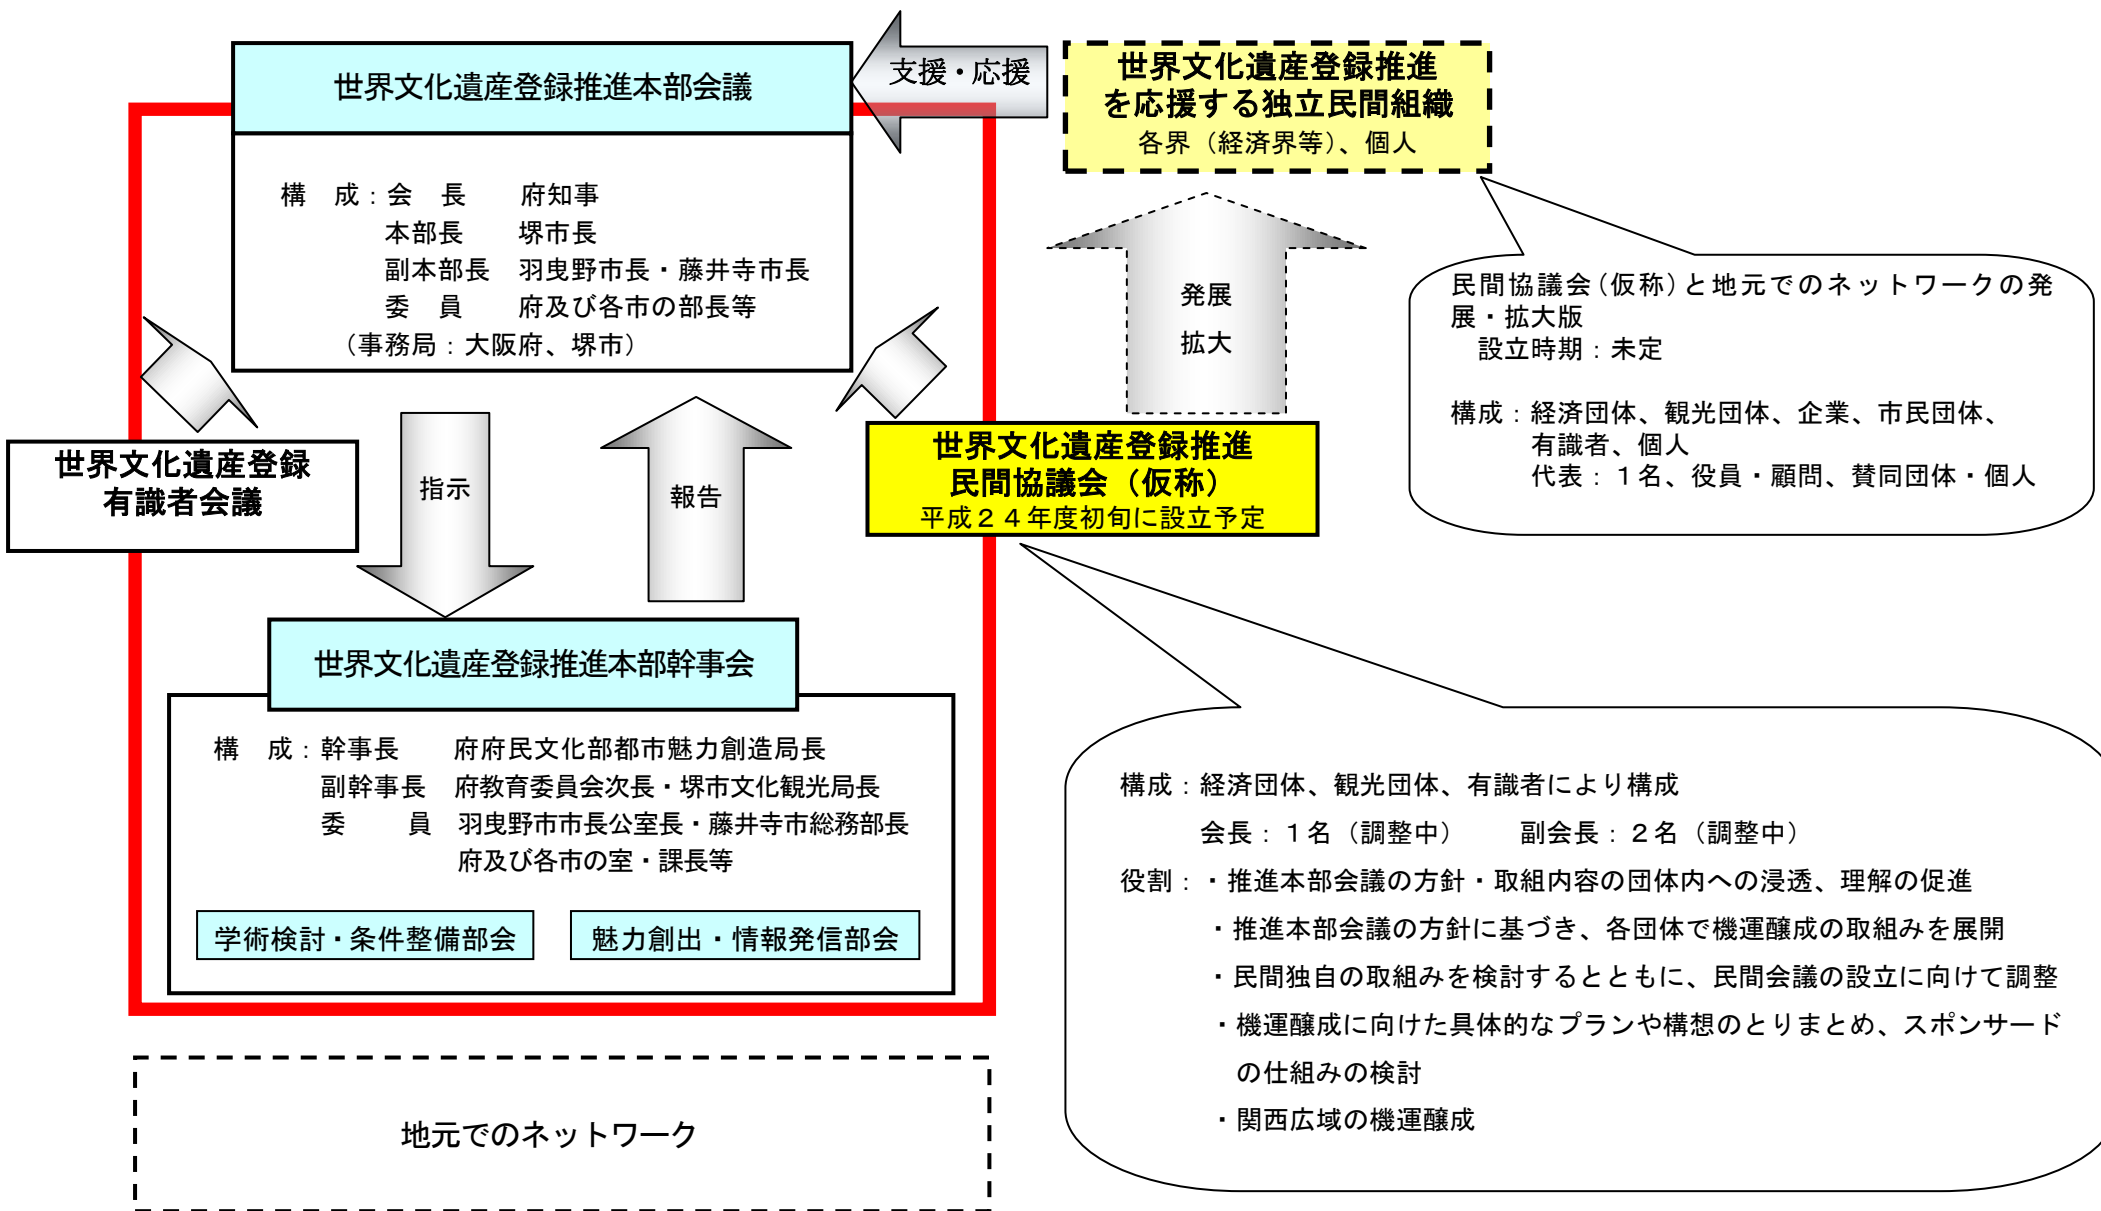 世界文化遺産登録推進本部会議
構　成：会　長　　府知事
本部長　　堺市長
副本部長　羽曳野市長・藤井寺市長
委　員　　府及び各市の部長等
（事務局：大阪府、堺市）
支援・応援
世界文化遺産登録推進
を応援する独立民間組織
各界（経済界等）、個人
発展
拡大
民間協議会（仮称）と地元でのネットワークの発
展・拡大版
設立時期：未定
構成：経済団体、観光団体、企業、市民団体、
有識者、個人
代表：１名、役員・顧問、賛同団体・個人
世界文化遺産登録
有識者会議
指示
報告
世界文化遺産登録推進
民間協議会（仮称）
平成２４年度初旬に設立予定
世界文化遺産登録推進本部幹事会
構　成：幹事長　　府府民文化部都市魅力創造局長
副幹事長　府教育委員会次長・堺市文化観光局長
委　　員　羽曳野市市長公室長・藤井寺市総務部長
府及び各市の室・課長等
学術検討・条件整備部会
魅力創出・情報発信部会
構成：経済団体、観光団体、有識者により構成
会長：１名（調整中）　　副会長：２名（調整中）
役割：・推進本部会議の方針・取組内容の団体内への浸透、理解の促進
・推進本部会議の方針に基づき、各団体で機運醸成の取組みを展開
・民間独自の取組みを検討するとともに、民間会議の設立に向けて調整
・機運醸成に向けた具体的なプランや構想のとりまとめ、スポンサード
の仕組みの検討
・関西広域の機運醸成
地元でのネットワーク